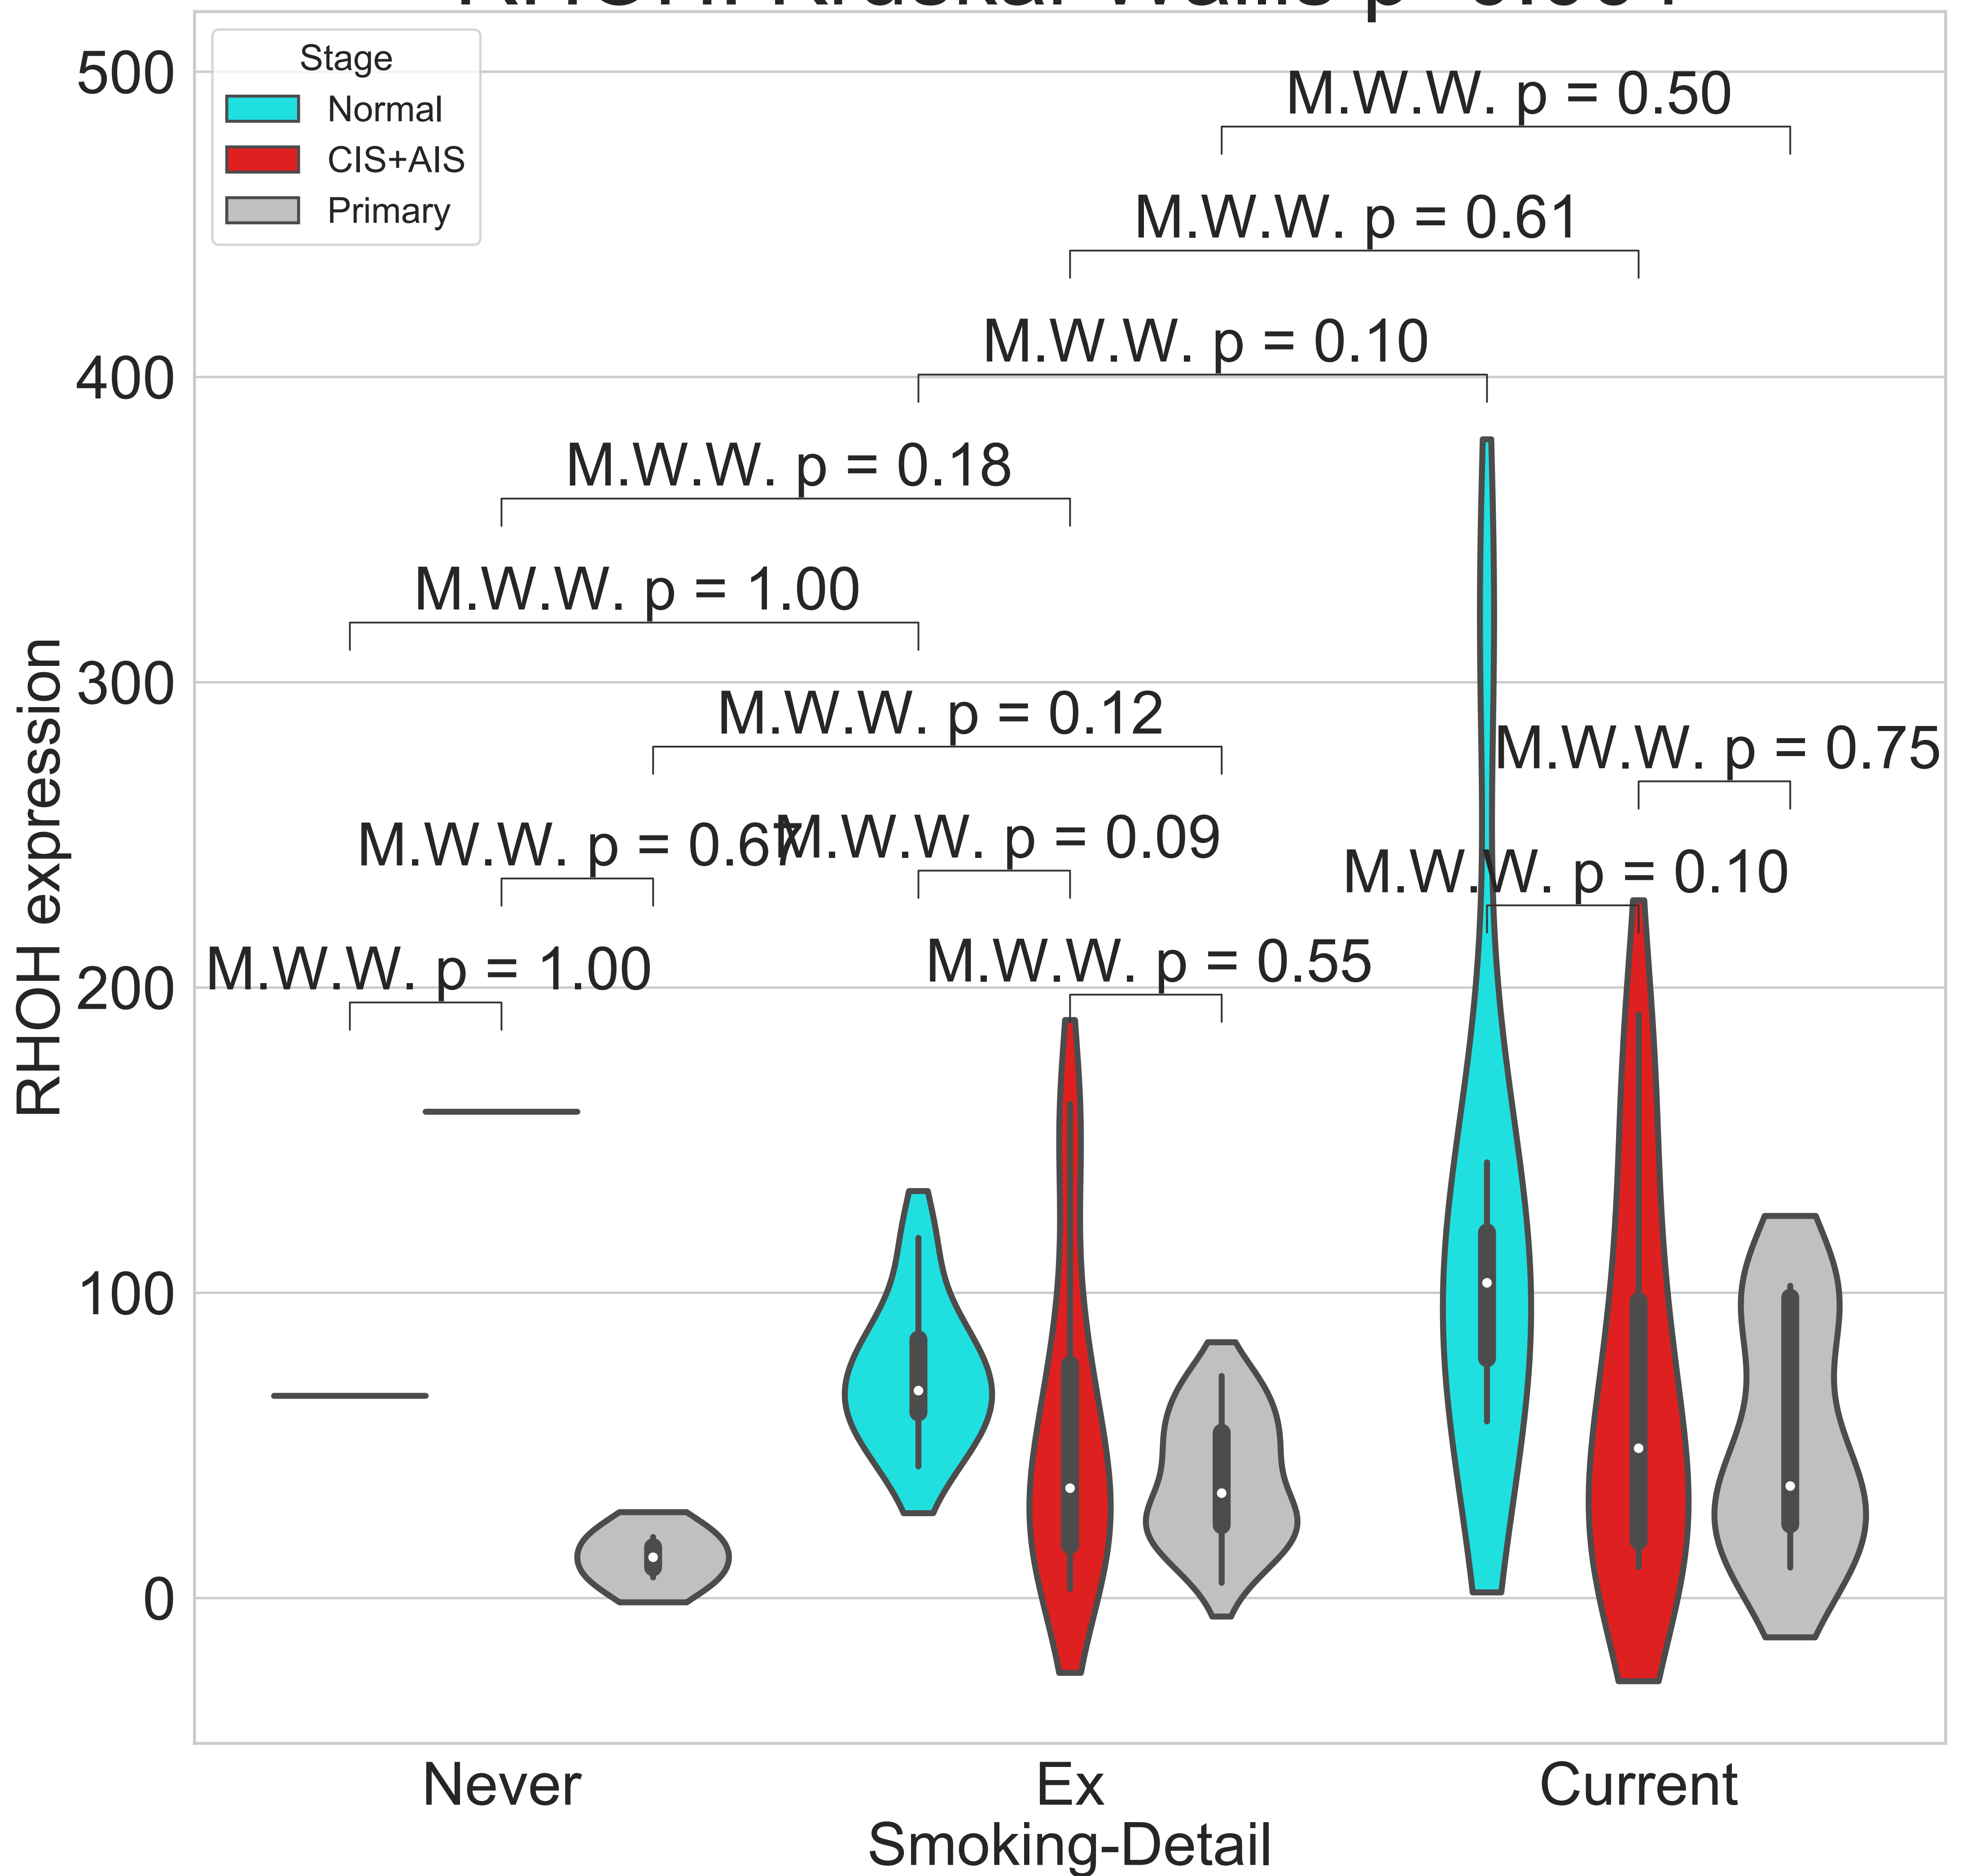 Stage
Normal
CIS+AIS
Primary
500
400
300
200
100
0
RHOH expression
M.W.W. p = 0.50
M.W.W. p = 0.61
M.W.W. p = 0.10
M.W.W. p = 0.18
M.W.W. p = 1.00
M.W.W. p = 0.12
M.W.W. p = 0.75
M.W.W. p = 0.67
M.W.W. p = 0.09
M.W.W. p = 0.10
M.W.W. p = 1.00
M.W.W. p = 0.55
Never
Ex
Current
Smoking-Detail